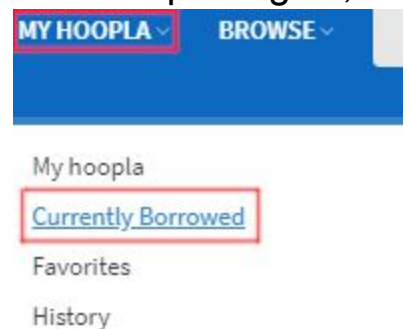 MY HOOPLA BROWSE
My hoopla
Currently Borrowed
Favorites
History